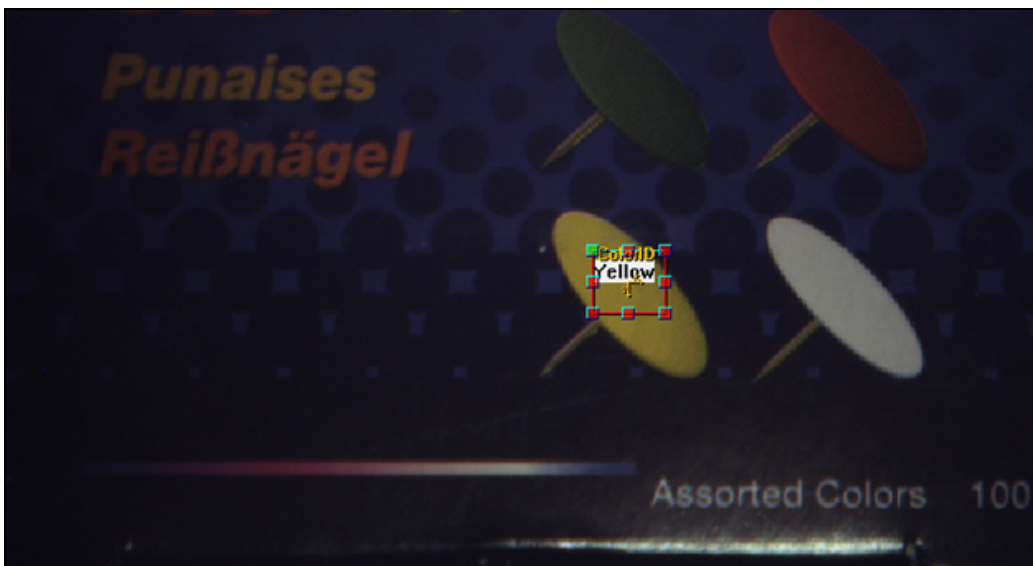 Punaises
Reißnägel
ColorID
Yellow
Assorted Colors 100